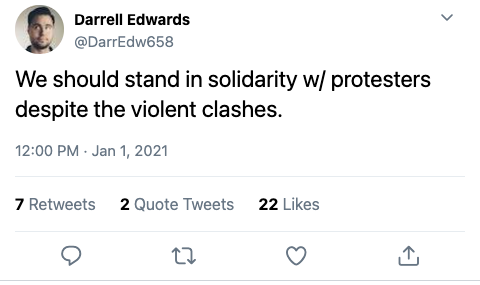 Darrell Edwards
@DarrEdw658
We should stand in solidarity w/ protesters
despite the violent clashes.
12:00 PM · Jan 1, 2021
7 Retweets 2 Quote Tweets 22 Likes